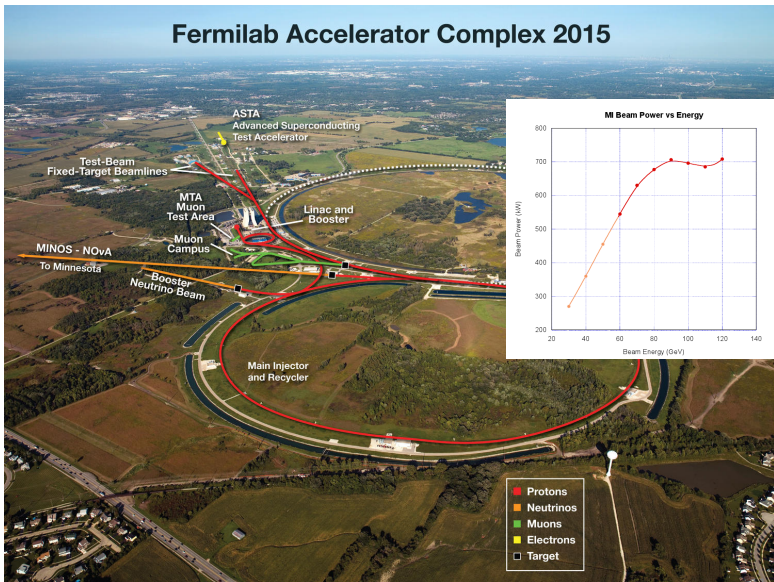 Fermilab Accelerator Complex 2015
ASTA
Advanced Superconducting
Test Accelerator
Test-Beam
Fixed-Target Beamlines
MTA
Muon
Test Area
Linac and
Booster
Muon
Campus
MINOS - NOvA
To Minnesota
Booster
Neutrino Beam
Main Injector
and Recycler
MI Beam Power vs Energy
Beam Power (kW)
800
700
600
500
400
300
200
20
40
60
80
100
120
140
Beam Energy (GeV)
Protons
Neutrinos
Muons
Electrons
Target